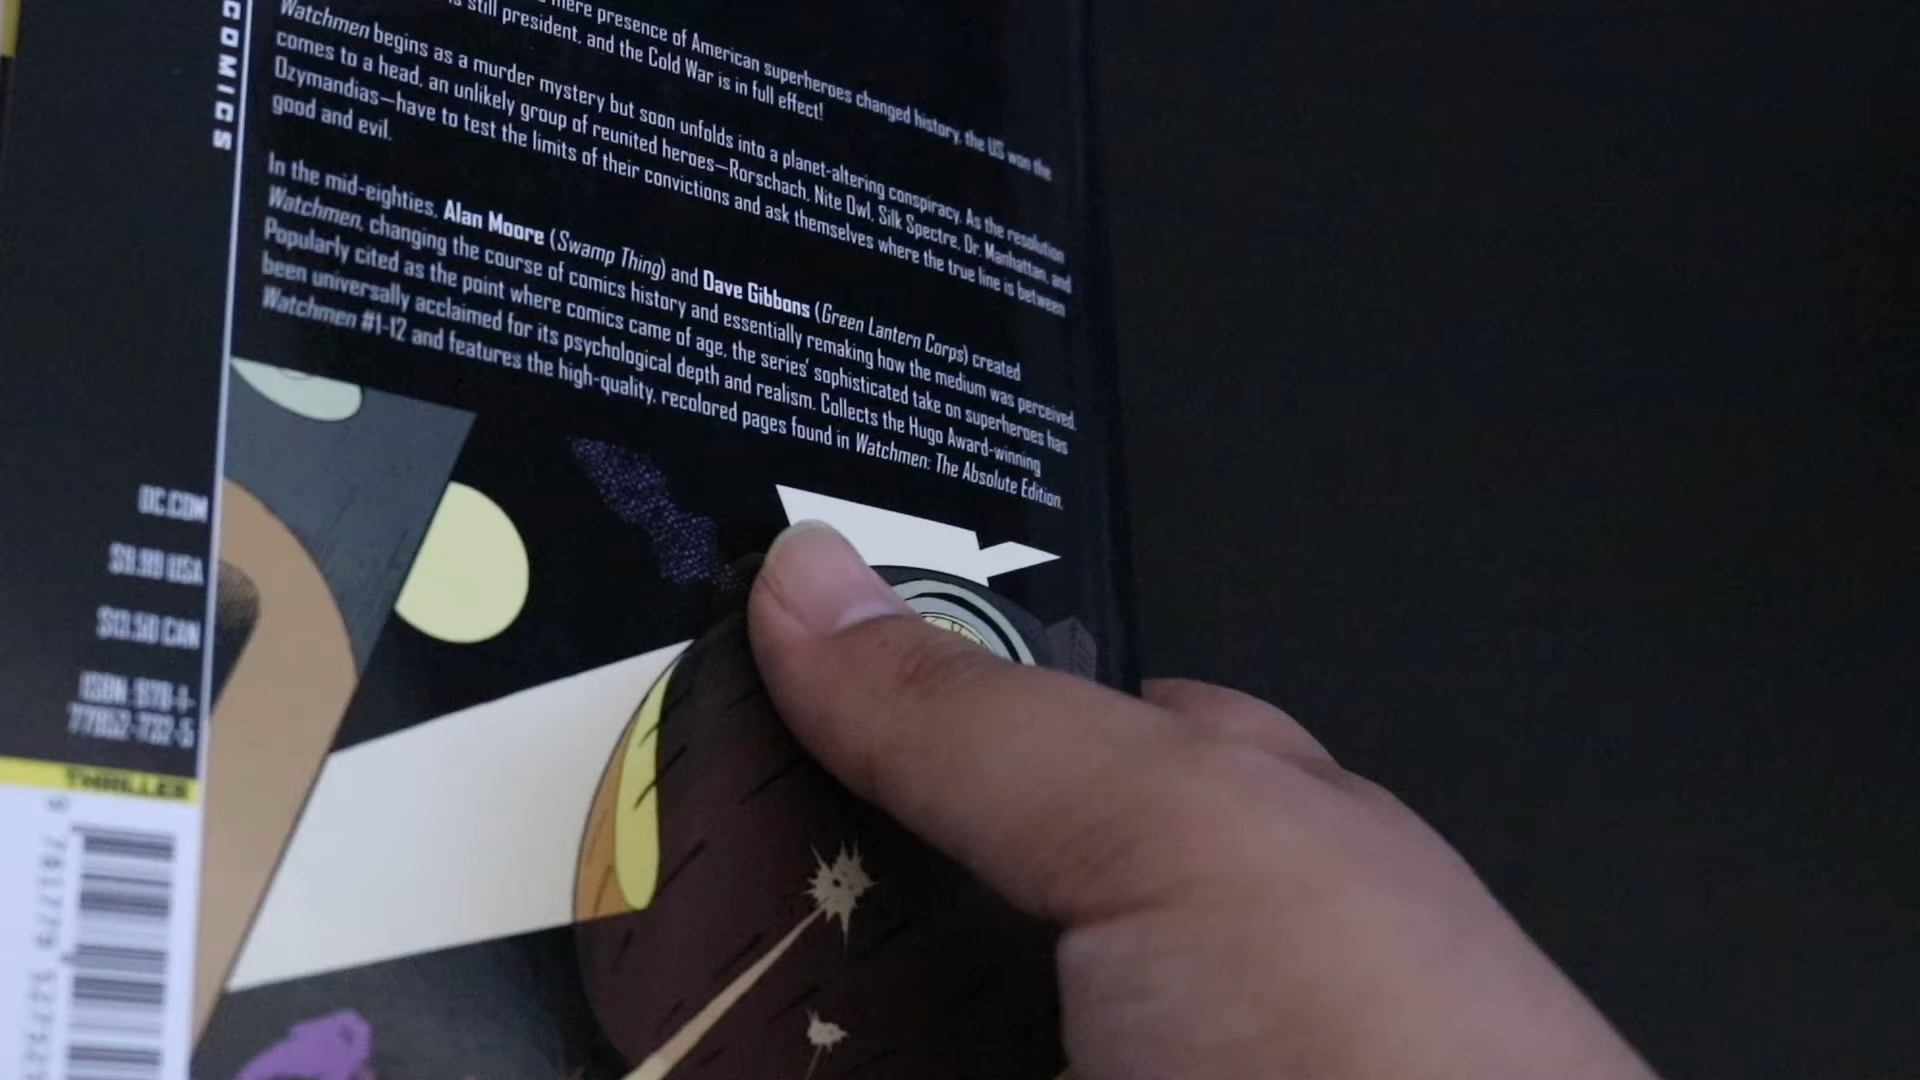 COMICS
mere presence of American superheroes changed history, the US won the
is still president, and the Cold War is in full effect!
Watchmen begins as a murder mystery but soon unfolds into a planet-altering conspiracy. As the resolution
comes to a head, an unlikely group of reunited heroes—Rorschach, Nite Owl, Silk Spectre, Dr. Manhattan, and
Ozymandias—have to test the limits of their convictions and ask themselves where the true line is between
good and evil.
In the mid-eighties, Alan Moore (Swamp Thing) and Dave Gibbons (Green Lantern Corps) created
Watchmen, changing the course of comics history and essentially remaking how the medium was perceived.
Popularly cited as the point where comics came of age, the series' sophisticated take on superheroes has
been universally acclaimed for its psychological depth and realism. Collects the Hugo Award-winning
Watchmen #1-12 and features the high-quality, recolored pages found in Watchmen: The Absolute Edition.
DC.COM
$9.99 USA
$13.50 CAN
ISBN: 978-1-
77952-732-5
THRILLER